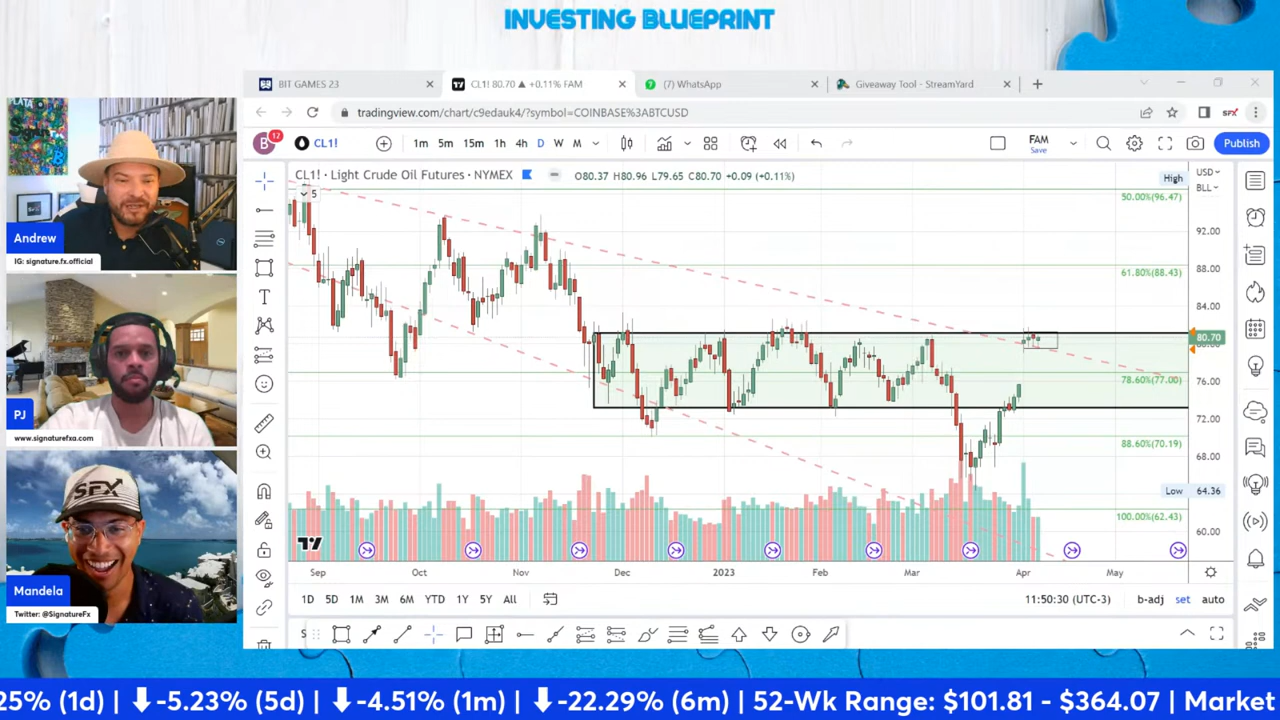 INVESTING BLUEPRINT
BIT GAMES 23
CL1! 80.70 ▲ +0.11% FAM
(7) WhatsApp
Giveaway Tool - StreamYard
tradingview.com/chart/c9edauk4/?symbol=COINBASE%3ABTCUSD
SFX
B
12
CL1!
1m 5m 15m 1h 4h D W M
FAM
Save
Publish
CL1! · Light Crude Oil Futures · NYMEX
O80.37 H80.96 L79.65 C80.70 +0.09 (+0.11%)
5
High
USD
BLL
50.00%(96.47)
92.00
61.80%(88.43)
88.00
84.00
80.70
78.60%(77.00)
76.00
72.00
88.60%(70.19)
68.00
Low 64.36
100.00%(62.43)
60.00
Sep Oct Nov Dec 2023 Feb Mar Apr May
1D 5D 1M 3M 6M YTD 1Y 5Y All
11:50:30 (UTC-3)
b-adj set auto
SignatureFX
Andrew
IG: signature.fx.official
PJ
www.signaturefxa.com
SFX
Mandela
Twitter: @SignatureFx
25% (1d) | ⬇-5.23% (5d) | ⬇-4.51% (1m) | ⬇-22.29% (6m) | 52-Wk Range: $101.81 - $364.07 | Market